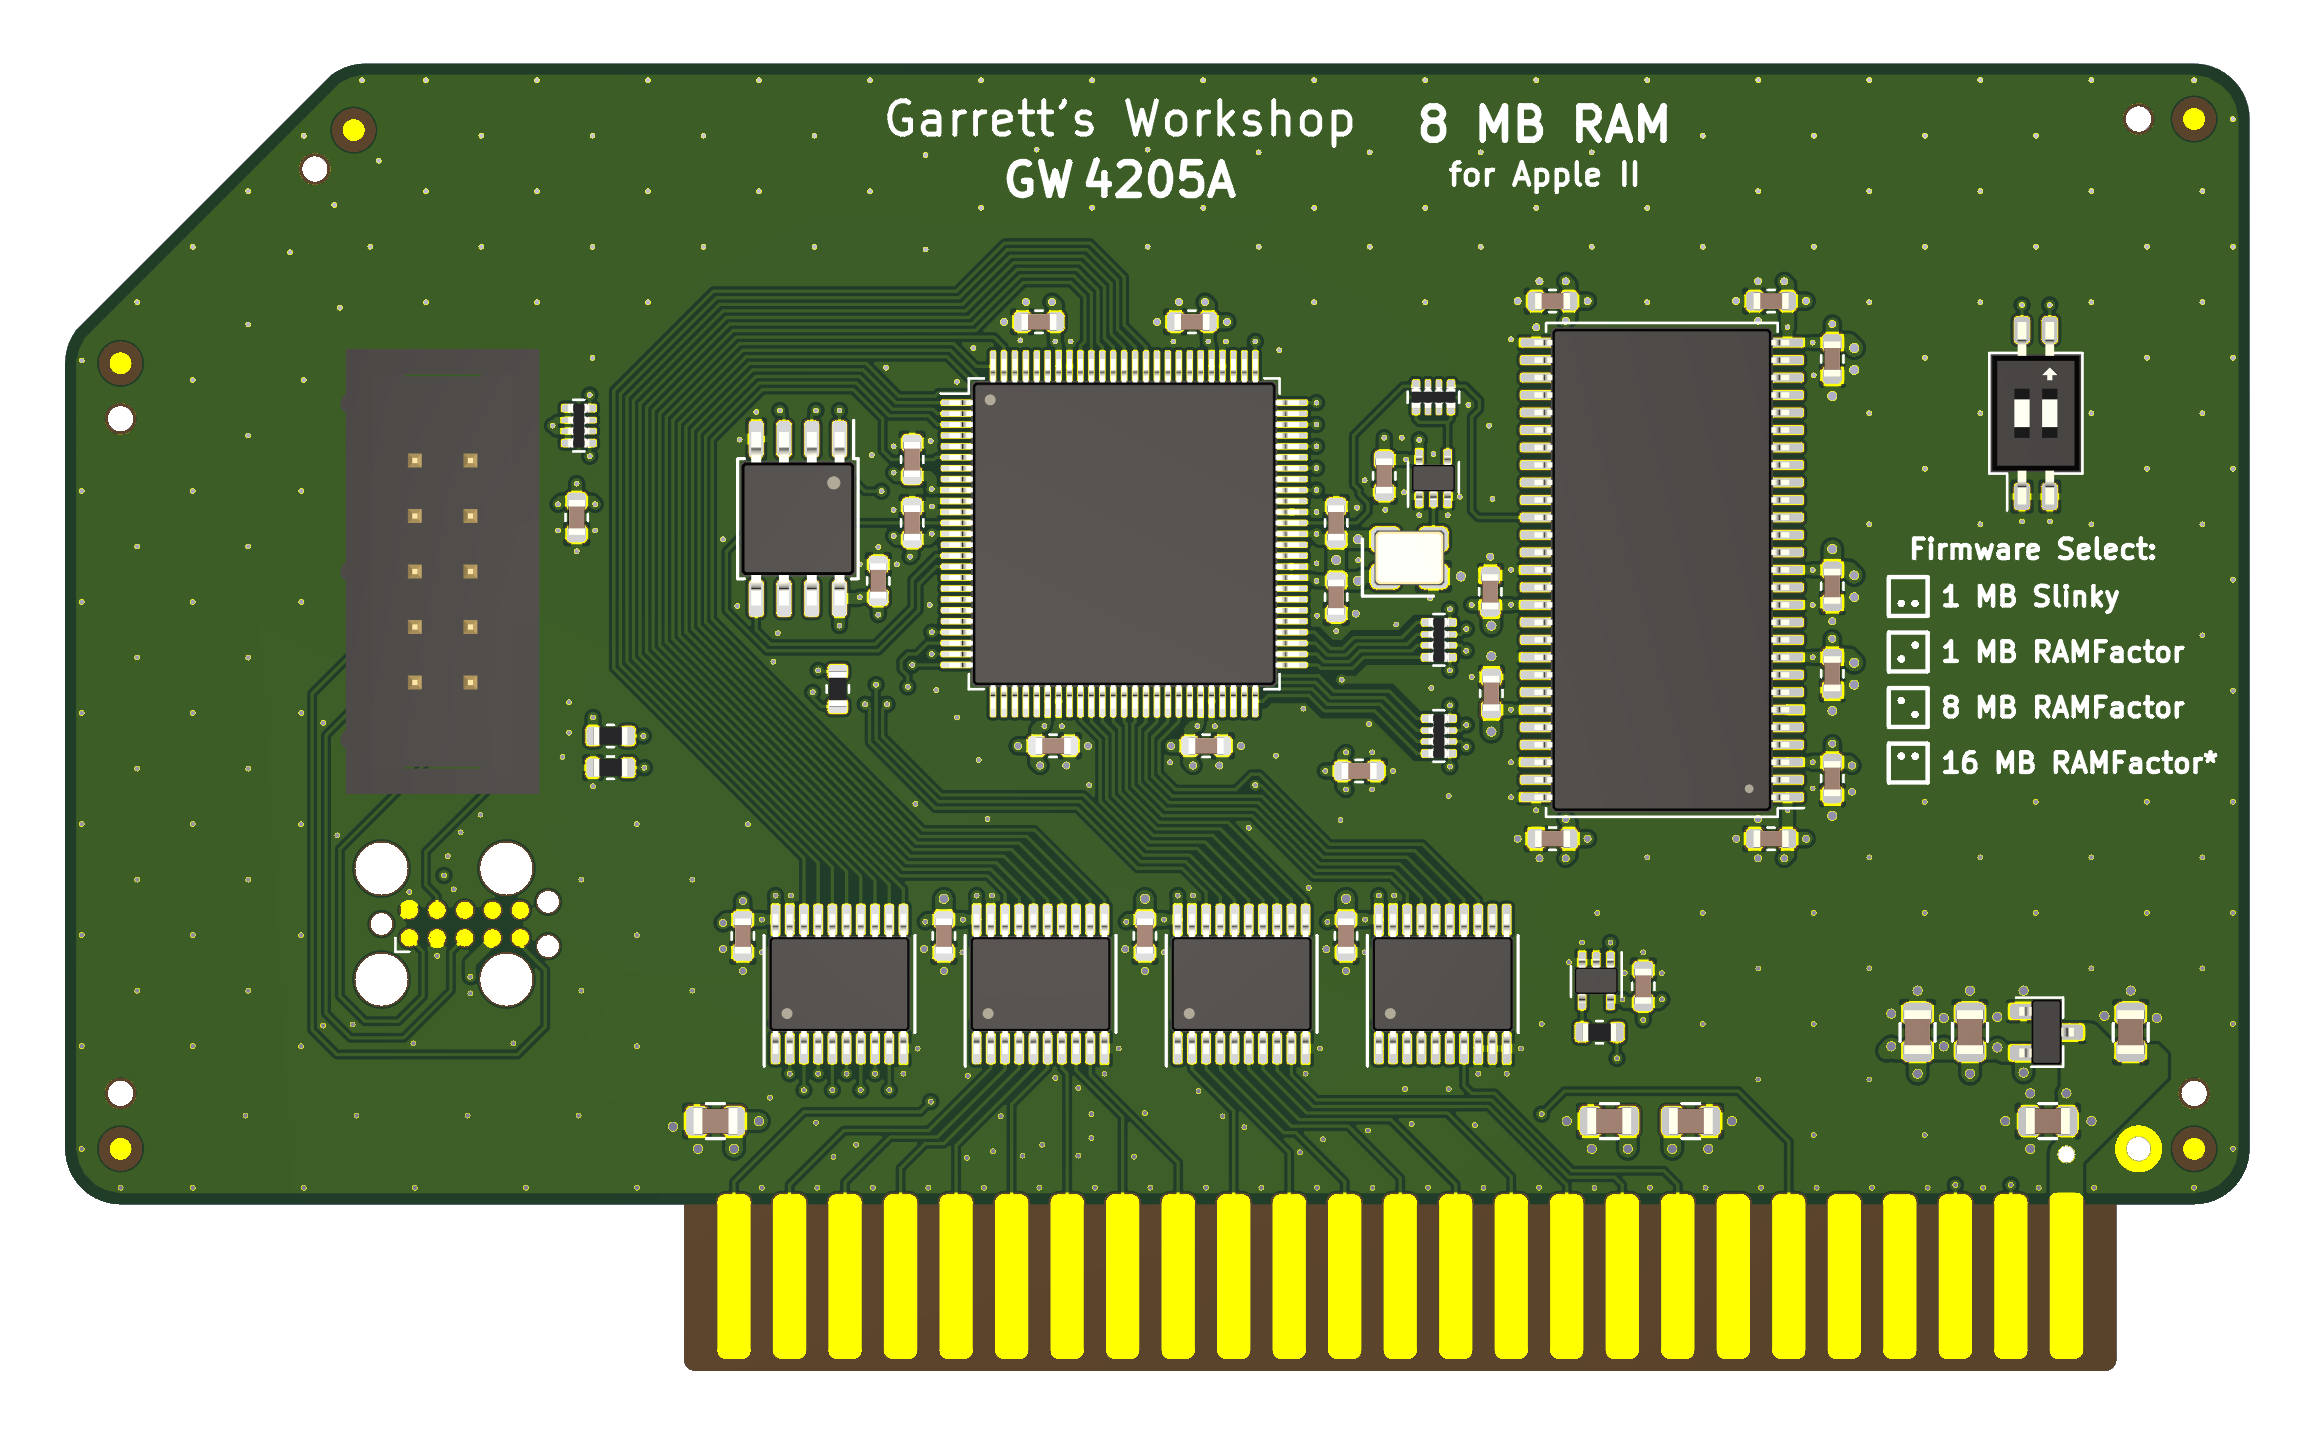 Garrett's Workshop
GW4205A
8 MB RAM
for Apple II
Firmware Select:
1 MB Slinky
1 MB RAMFactor
8 MB RAMFactor
16 MB RAMFactor*